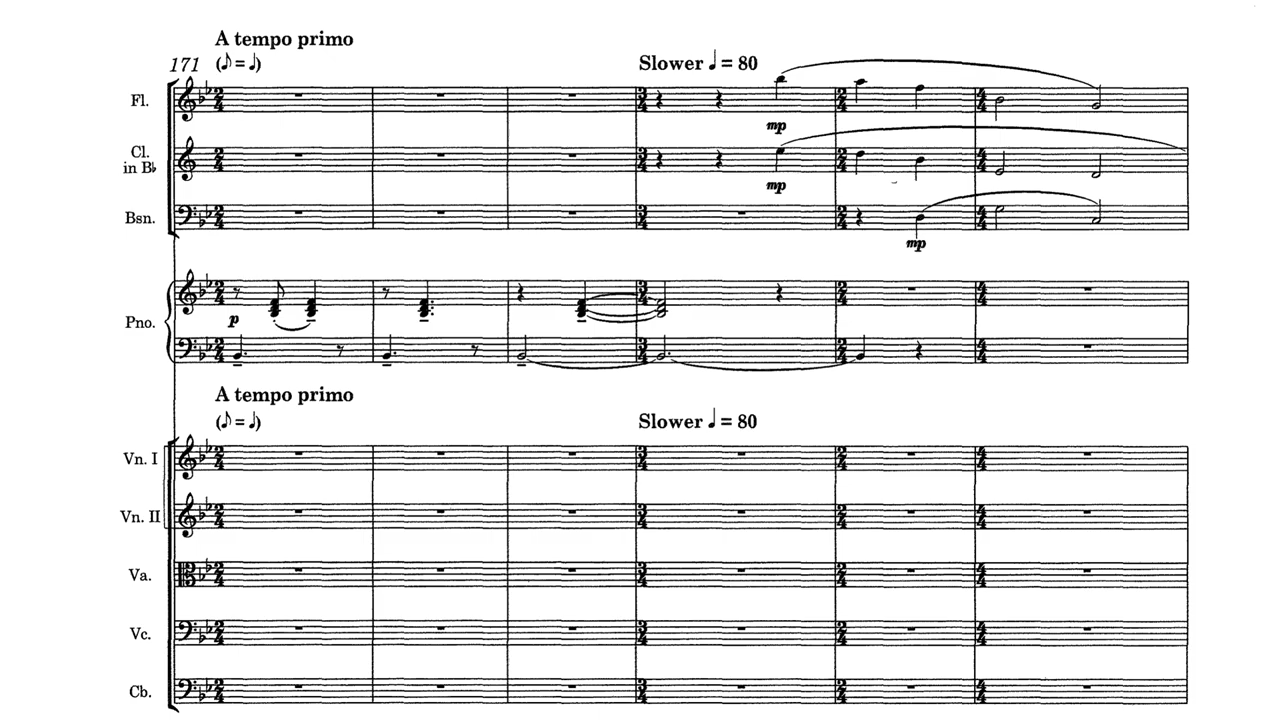 A tempo primo
171 (♪ = 𝅗𝅥)
Slower ♩ = 80
Fl.
mp
Cl.
in B♭
mp
Bsn.
mp
Pno.
p
A tempo primo
Slower ♩ = 80
Vn. I
Vn. II
Va.
Vc.
Cb.